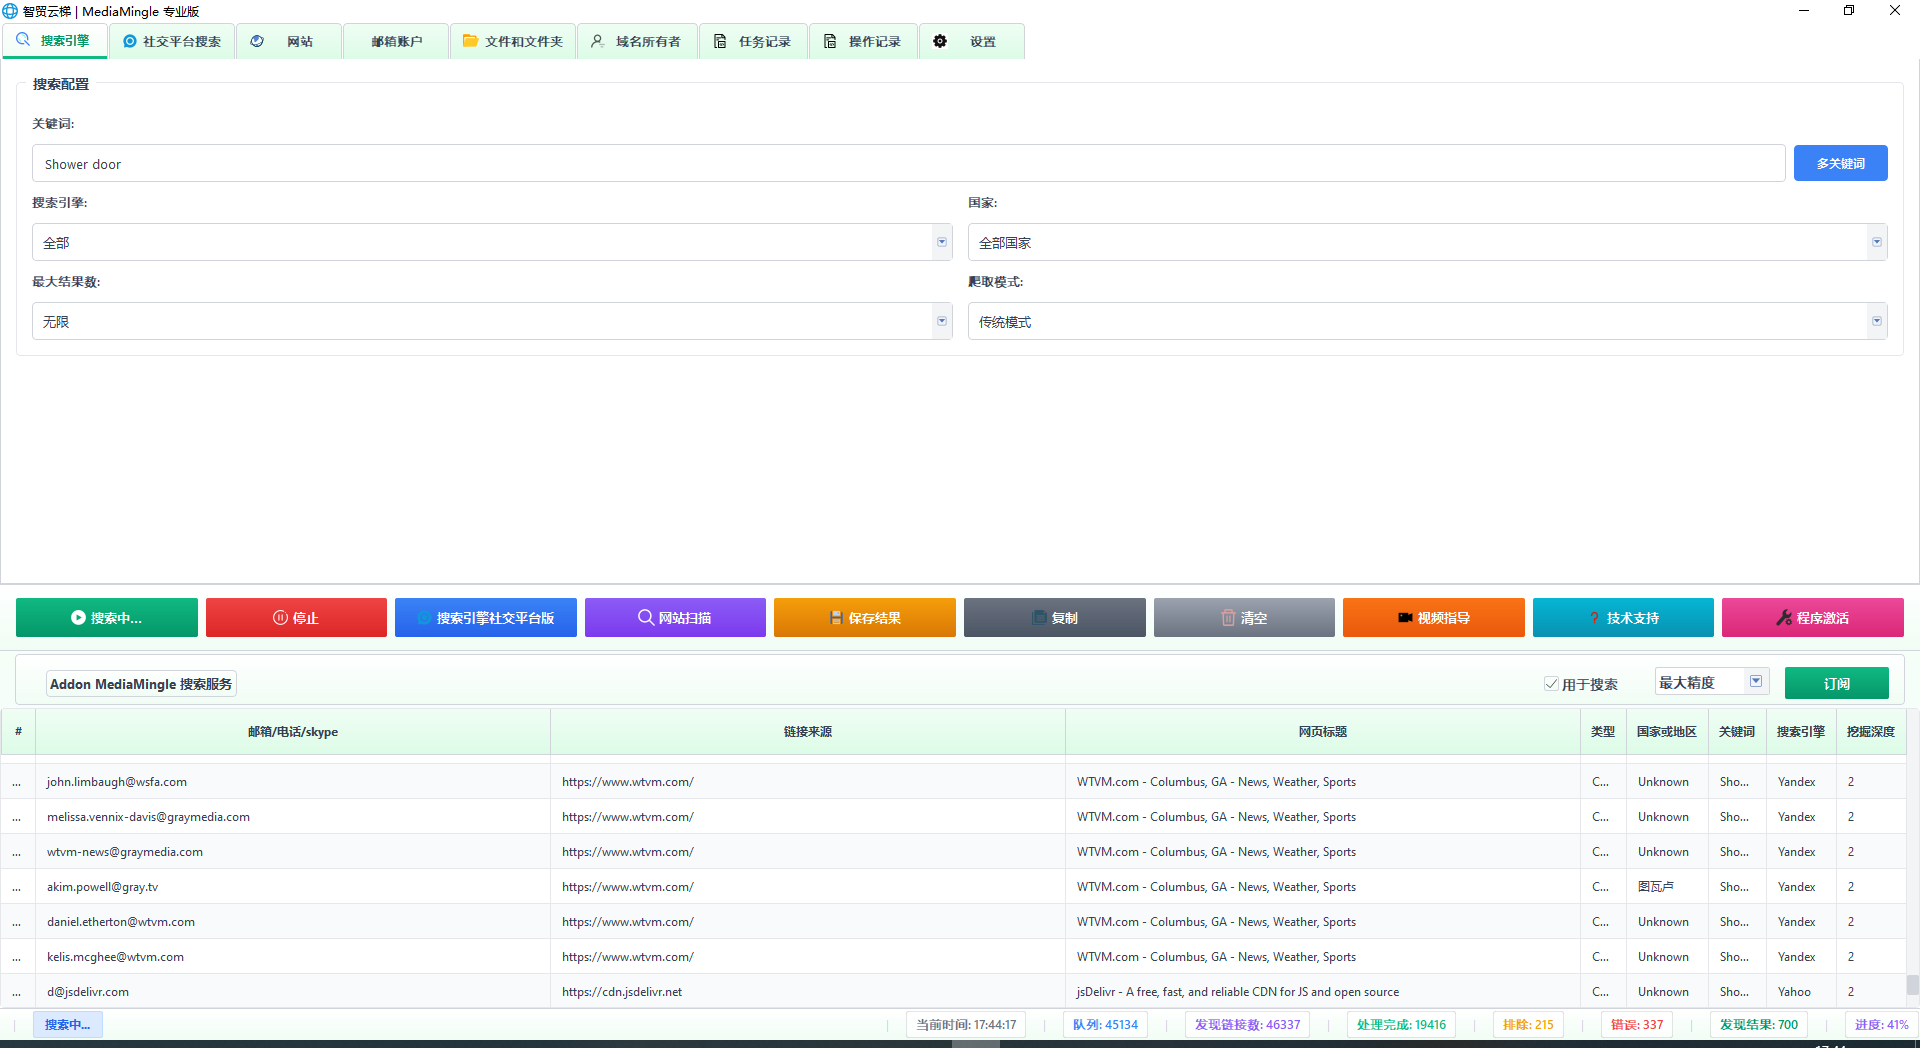 智贸云梯 | MediaMingle 专业版
搜索引擎 社交平台搜索 网站 邮箱账户 文件和文件夹 域名所有者 任务记录 操作记录 设置
搜索配置
关键词:
Shower door 多关键词
搜索引擎: 国家:
全部 全部国家
最大结果数: 爬取模式:
无限 传统模式
搜索中... 停止 搜索引擎社交平台版 网站扫描 保存结果 复制 清空 视频指导 技术支持 程序激活
Addon MediaMingle 搜索服务 用于搜索 最大精度 订阅
# 邮箱/电话/skype 链接来源 网页标题 类型 国家或地区 关键词 搜索引擎 挖掘深度
... john.limbaugh@wsfa.com https://www.wtvm.com/ WTVM.com - Columbus, GA - News, Weather, Sports C... Unknown Sho... Yandex 2
... melissa.vennix-davis@graymedia.com https://www.wtvm.com/ WTVM.com - Columbus, GA - News, Weather, Sports C... Unknown Sho... Yandex 2
... wtvm-news@graymedia.com https://www.wtvm.com/ WTVM.com - Columbus, GA - News, Weather, Sports C... Unknown Sho... Yandex 2
... akim.powell@gray.tv https://www.wtvm.com/ WTVM.com - Columbus, GA - News, Weather, Sports C... 图瓦卢 Sho... Yandex 2
... daniel.etherton@wtvm.com https://www.wtvm.com/ WTVM.com - Columbus, GA - News, Weather, Sports C... Unknown Sho... Yandex 2
... kelis.mcghee@wtvm.com https://www.wtvm.com/ WTVM.com - Columbus, GA - News, Weather, Sports C... Unknown Sho... Yandex 2
... d@jsdelivr.com https://cdn.jsdelivr.net jsDelivr - A free, fast, and reliable CDN for JS and open source C... Unknown Sho... Yahoo 2
搜索中... 当前时间: 17:44:17 队列: 45134 发现链接数: 46337 处理完成: 19416 排除: 215 错误: 337 发现结果: 700 进度: 41%